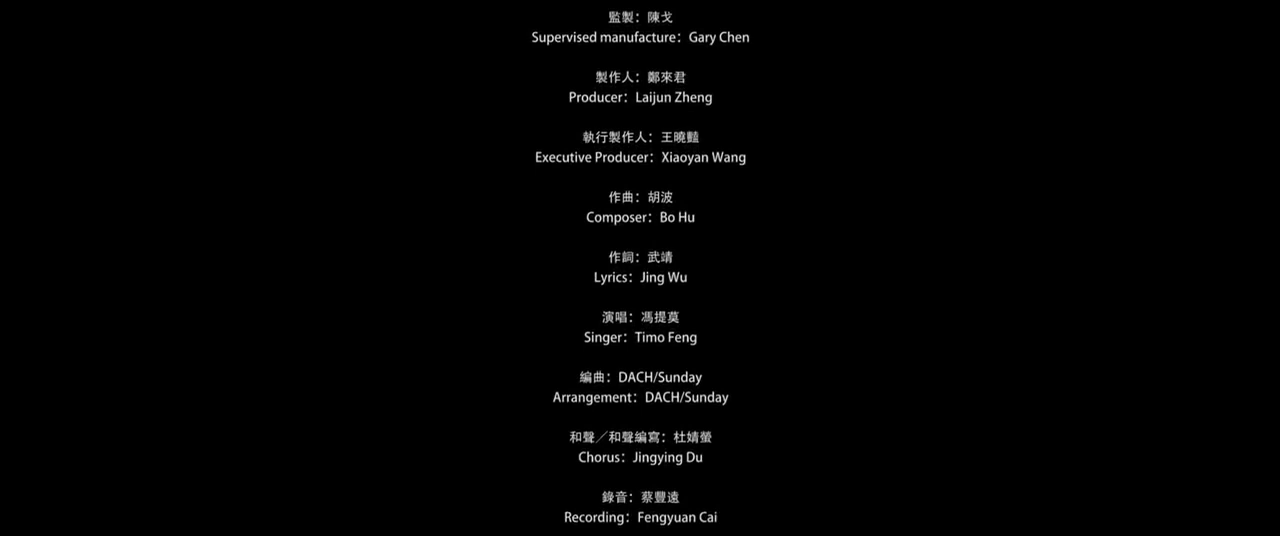 監製：陳戈
Supervised manufacture：Gary Chen
製作人：鄭來君
Producer：Laijun Zheng
執行製作人：王曉豔
Executive Producer：Xiaoyan Wang
作曲：胡波
Composer：Bo Hu
作詞：武靖
Lyrics：Jing Wu
演唱：馮提莫
Singer：Timo Feng
編曲：DACH/Sunday
Arrangement：DACH/Sunday
和聲／和聲編寫：杜婧螢
Chorus：Jingying Du
錄音：蔡豐遠
Recording：Fengyuan Cai